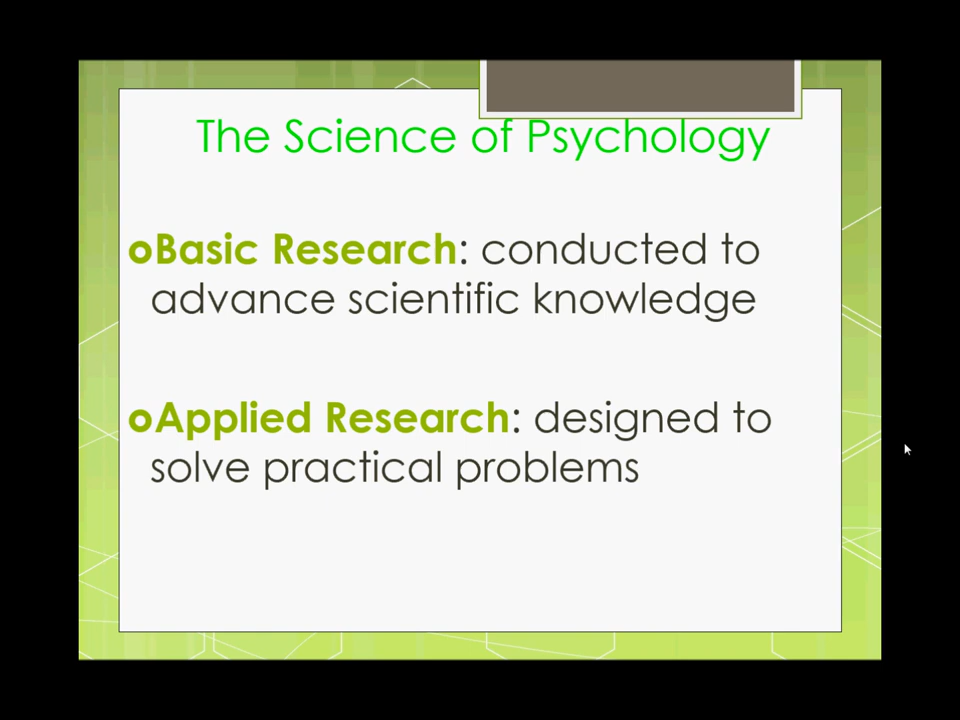 The Science of Psychology
oBasic Research: conducted to
advance scientific knowledge
oApplied Research: designed to
solve practical problems